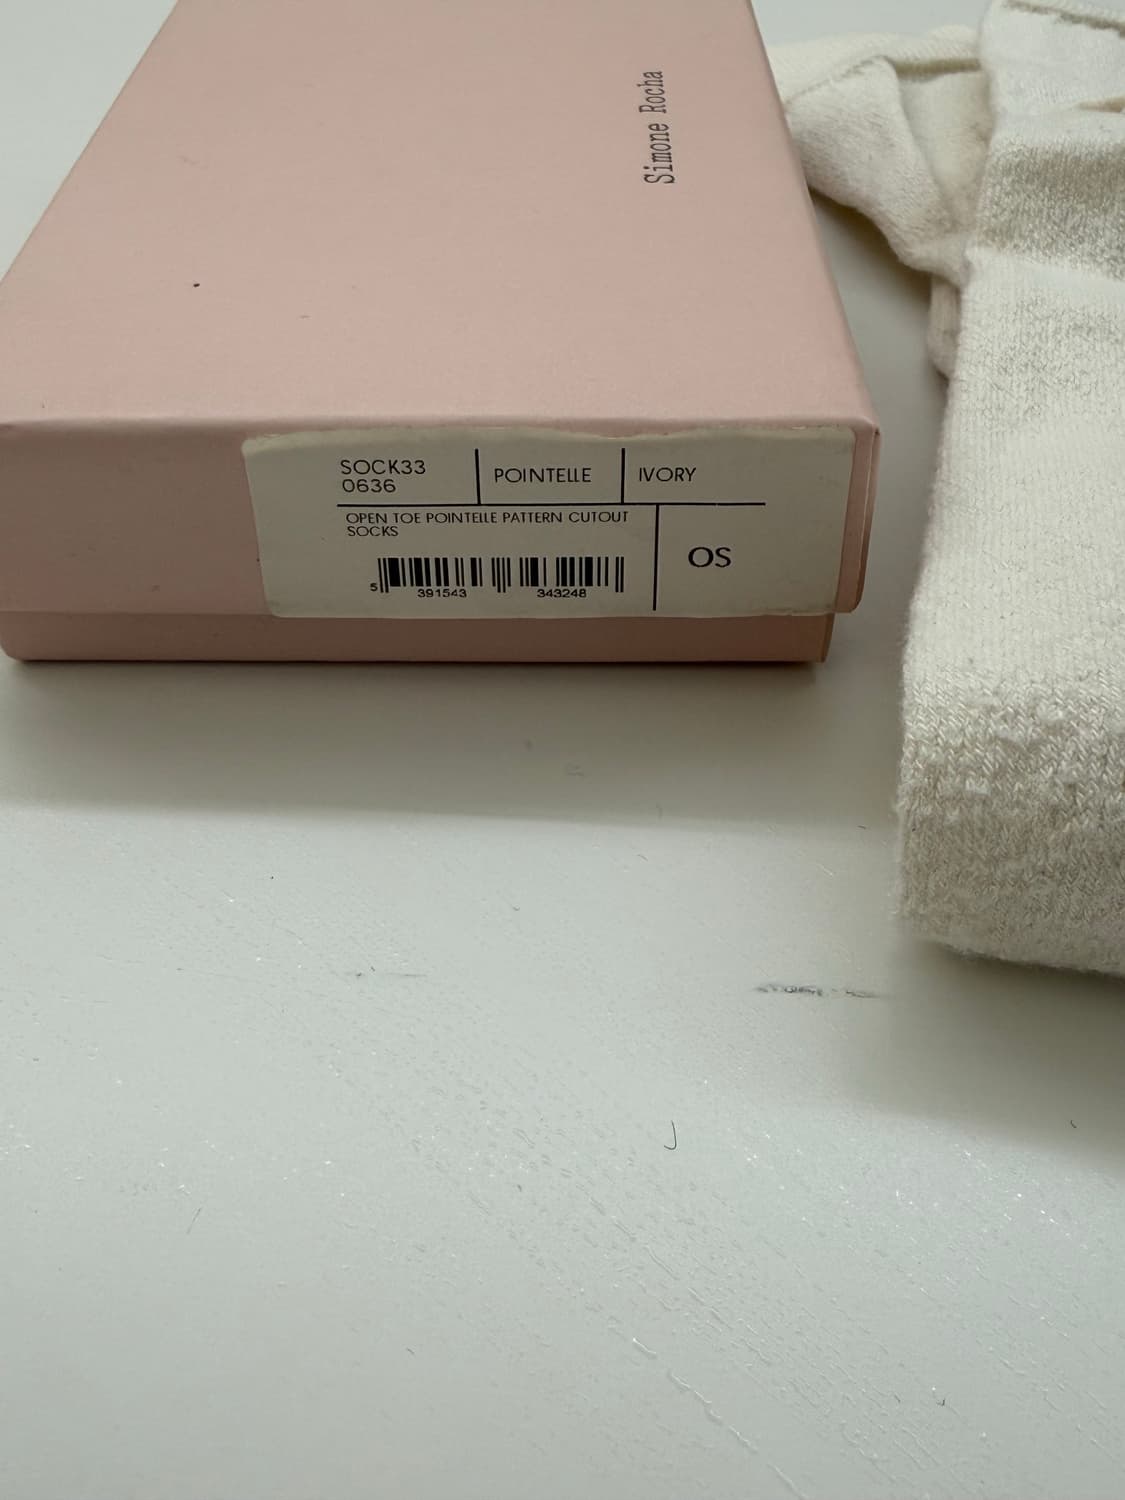 Simone Rocha
SOCK33
0636
POINTELLE
IVORY
OPEN TOE POINTELLE PATTERN CUTOUT
SOCKS
OS
5 391543 343248